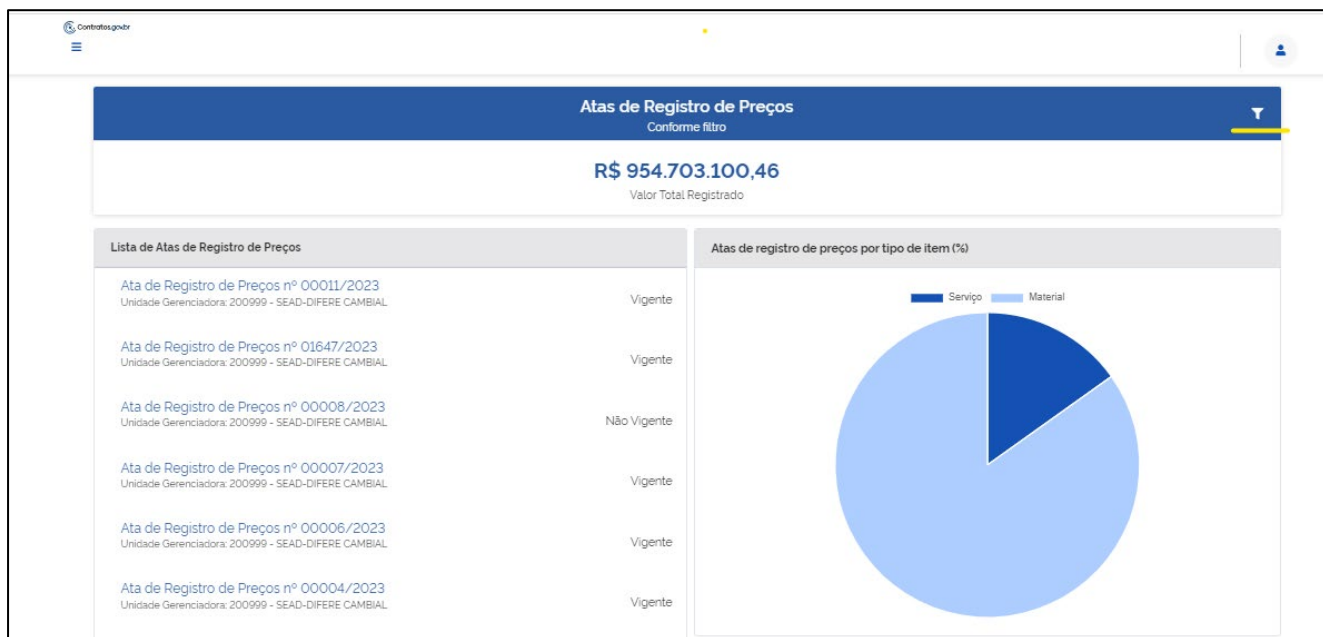 Contratos.gov.br
Atas de Registro de Preços
Conforme filtro
R$ 954.703.100,46
Valor Total Registrado
Lista de Atas de Registro de Preços
Ata de Registro de Preços nº 00011/2023
Unidade Gerenciadora: 200999 - SEAD-DIFERE CAMBIAL
Vigente
Ata de Registro de Preços nº 01647/2023
Unidade Gerenciadora: 200999 - SEAD-DIFERE CAMBIAL
Vigente
Ata de Registro de Preços nº 00008/2023
Unidade Gerenciadora: 200999 - SEAD-DIFERE CAMBIAL
Não Vigente
Ata de Registro de Preços nº 00007/2023
Unidade Gerenciadora: 200999 - SEAD-DIFERE CAMBIAL
Vigente
Ata de Registro de Preços nº 00006/2023
Unidade Gerenciadora: 200999 - SEAD-DIFERE CAMBIAL
Vigente
Ata de Registro de Preços nº 00004/2023
Unidade Gerenciadora: 200999 - SEAD-DIFERE CAMBIAL
Vigente
Atas de registro de preços por tipo de item (%)
Serviço Material